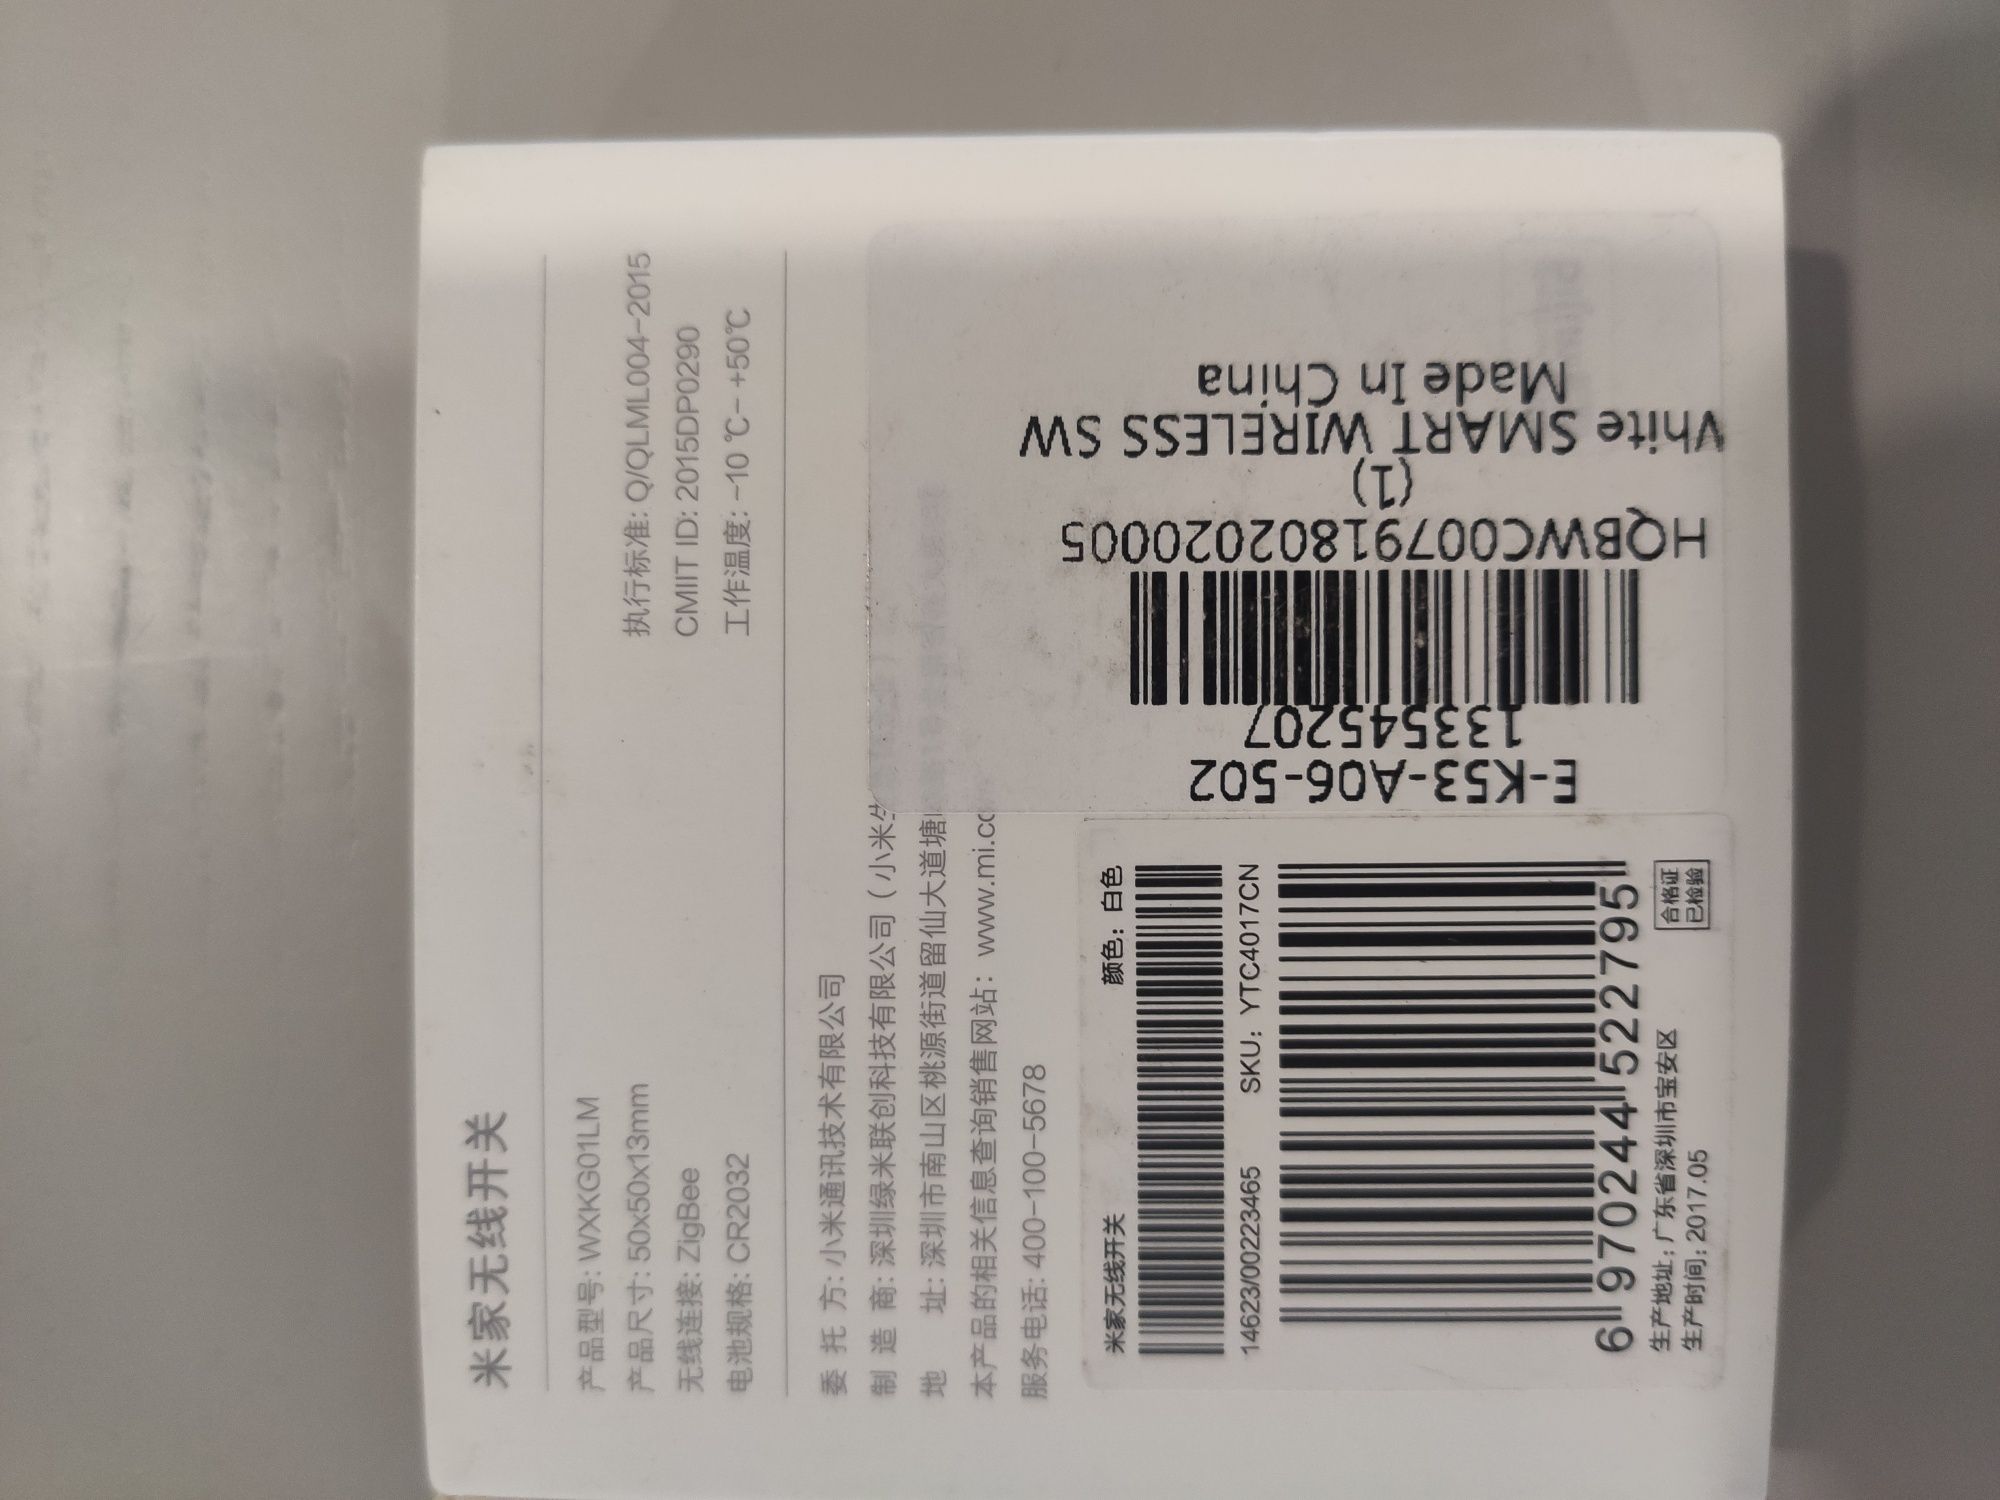 米家无线开关
产品型号: WXKG01LM
产品尺寸: 50x50x13mm
执行标准: Q/QLML004-2015
无线连接: ZigBee
CMIIT ID: 2015DP0290
电池规格: CR2032
工作温度: -10℃- +50℃
委 托 方: 小米通讯技术有限公司
制 造 商: 深圳绿米联创科技有限公司（小米生
地 址: 深圳市南山区桃源街道留仙大道塘
本产品的相关信息查询销售网站: www.mi.co
服务电话: 400-100-5678
米家无线开关 颜色: 白色
14623/00223465 SKU: YTC4017CN
6 970244 522795
生产地址: 广东省深圳市宝安区
生产时间: 2017.05
合格证
已检验
E-K53-A06-502
133545207
HQBWC00791802020005
(1)
White SMART WIRELESS SW
Made In China